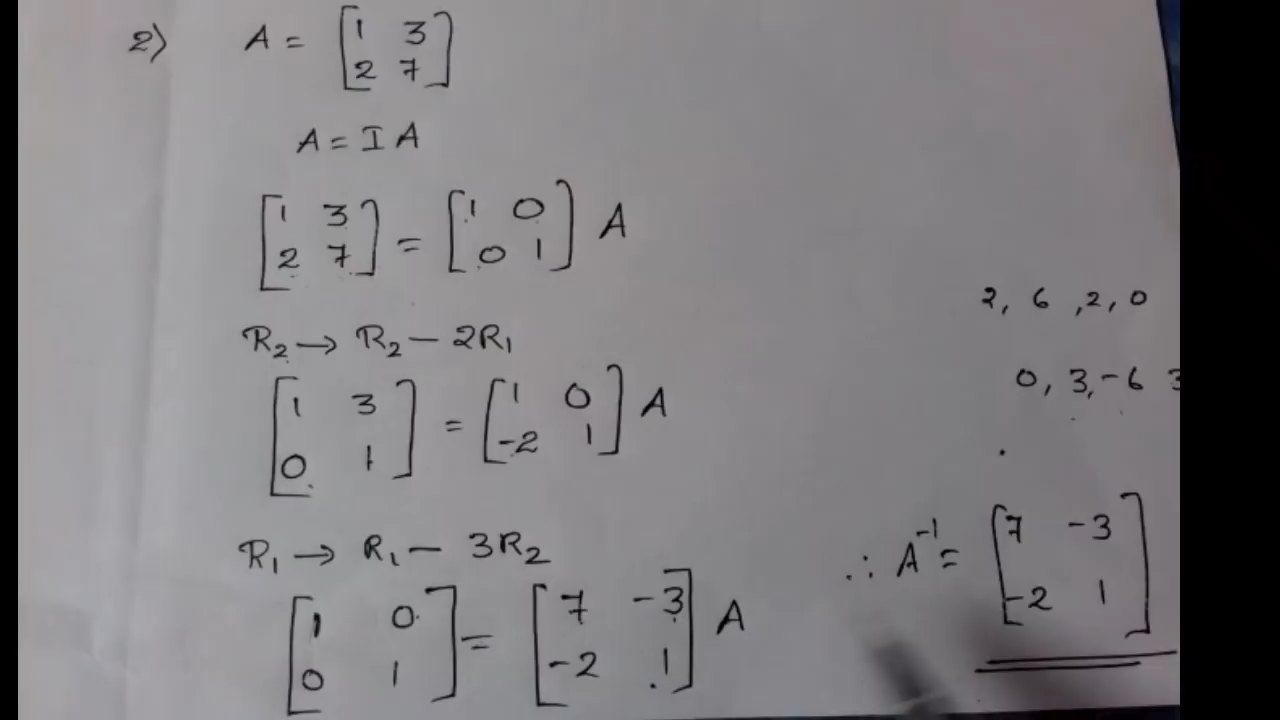 2) A = [1 3
2 7]
A = I A
[1 3
2 7] = [1 0
0 1] A
R₂ → R₂ - 2R₁
[1 3
0 1] = [1 0
-2 1] A
R₁ → R₁ - 3R₂
[1 0
0 1] = [7 -3
-2 1] A
2, 6, 2, 0
0, 3, -6 3
∴ A⁻¹ = [7 -3
-2 1]